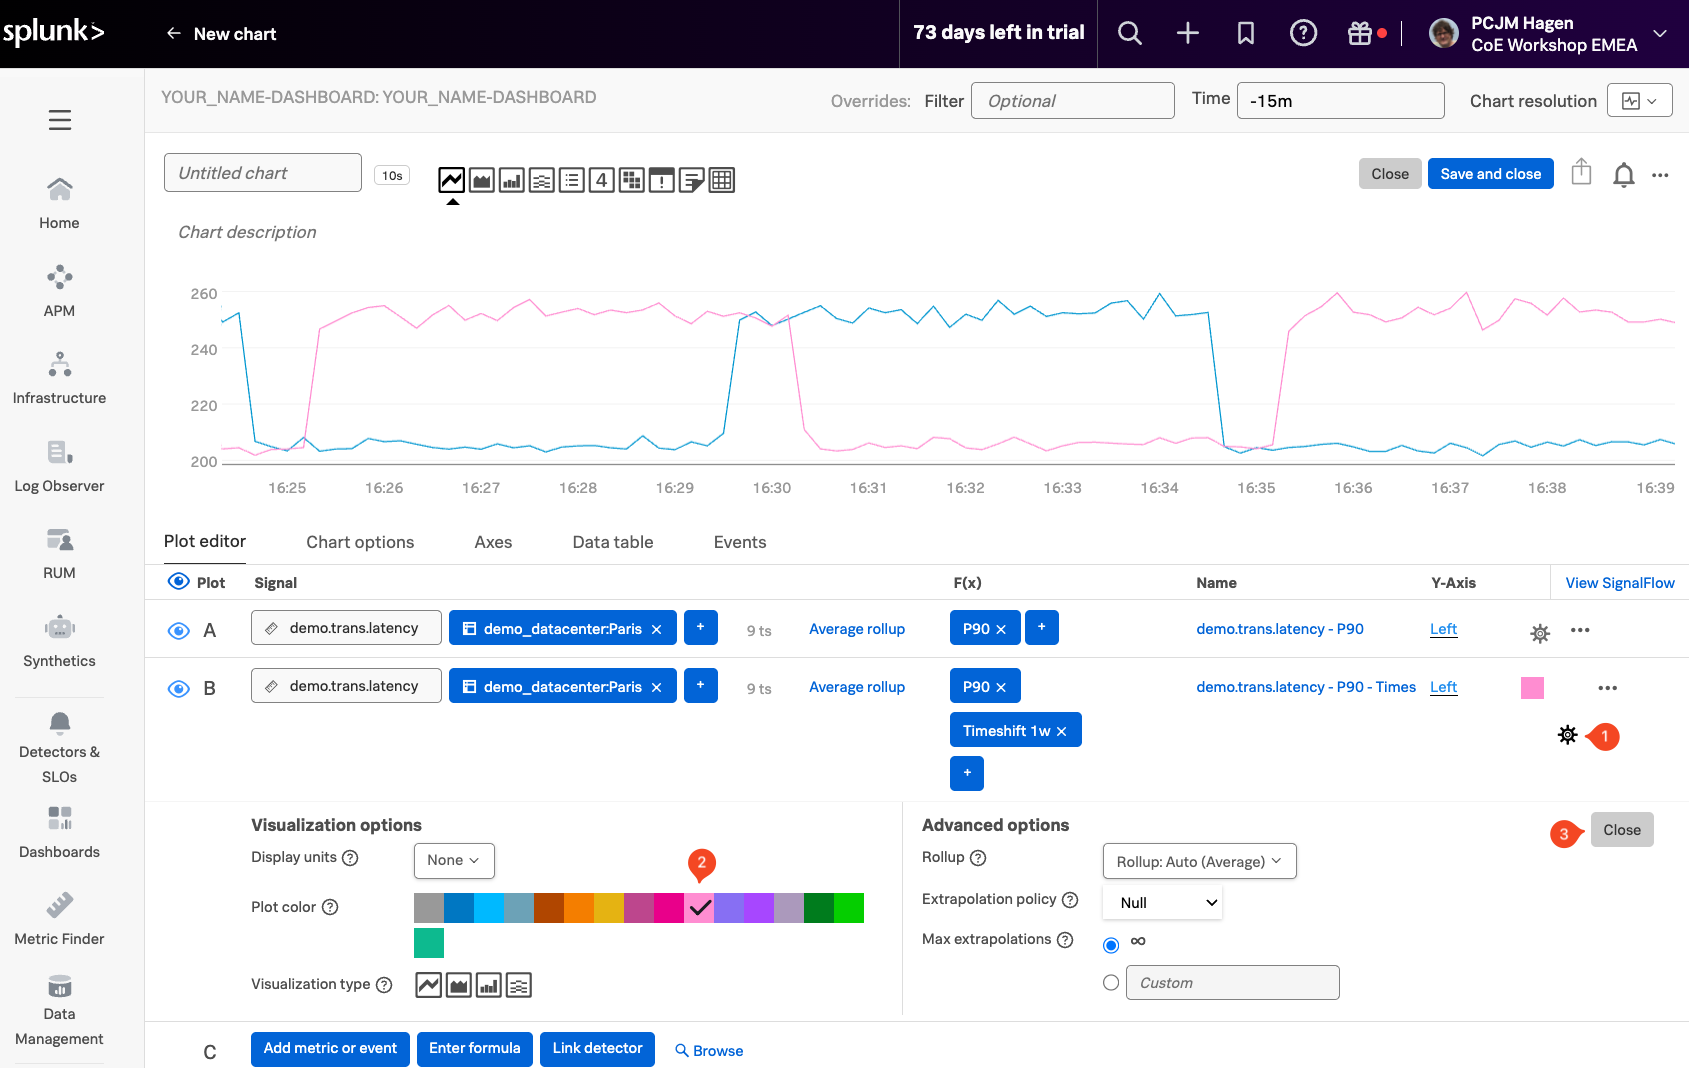 splunk>
New chart
73 days left in trial
PCJM Hagen
CoE Workshop EMEA
YOUR_NAME-DASHBOARD: YOUR_NAME-DASHBOARD
Overrides: Filter Optional Time -15m Chart resolution
Home
APM
Infrastructure
Log Observer
RUM
Synthetics
Detectors &
SLOs
Dashboards
Metric Finder
Data
Management
Untitled chart 10s 4 Close Save and close
Chart description
260
240
220
200
16:25 16:26 16:27 16:28 16:29 16:30 16:31 16:32 16:33 16:34 16:35 16:36 16:37 16:38 16:39
Plot editor Chart options Axes Data table Events
Plot Signal F(x) Name Y-Axis View SignalFlow
A demo.trans.latency demo_datacenter:Paris × + 9 ts Average rollup P90 × + demo.trans.latency - P90 Left
B demo.trans.latency demo_datacenter:Paris × + 9 ts Average rollup P90 × demo.trans.latency - P90 - Times Left
Timeshift 1w ×
1
+
Visualization options
Display units ? None
2
Plot color ?
Visualization type ?
Advanced options
3 Close
Rollup ? Rollup: Auto (Average)
Extrapolation policy ? Null
Max extrapolations ? ∞
Custom
C Add metric or event Enter formula Link detector Browse